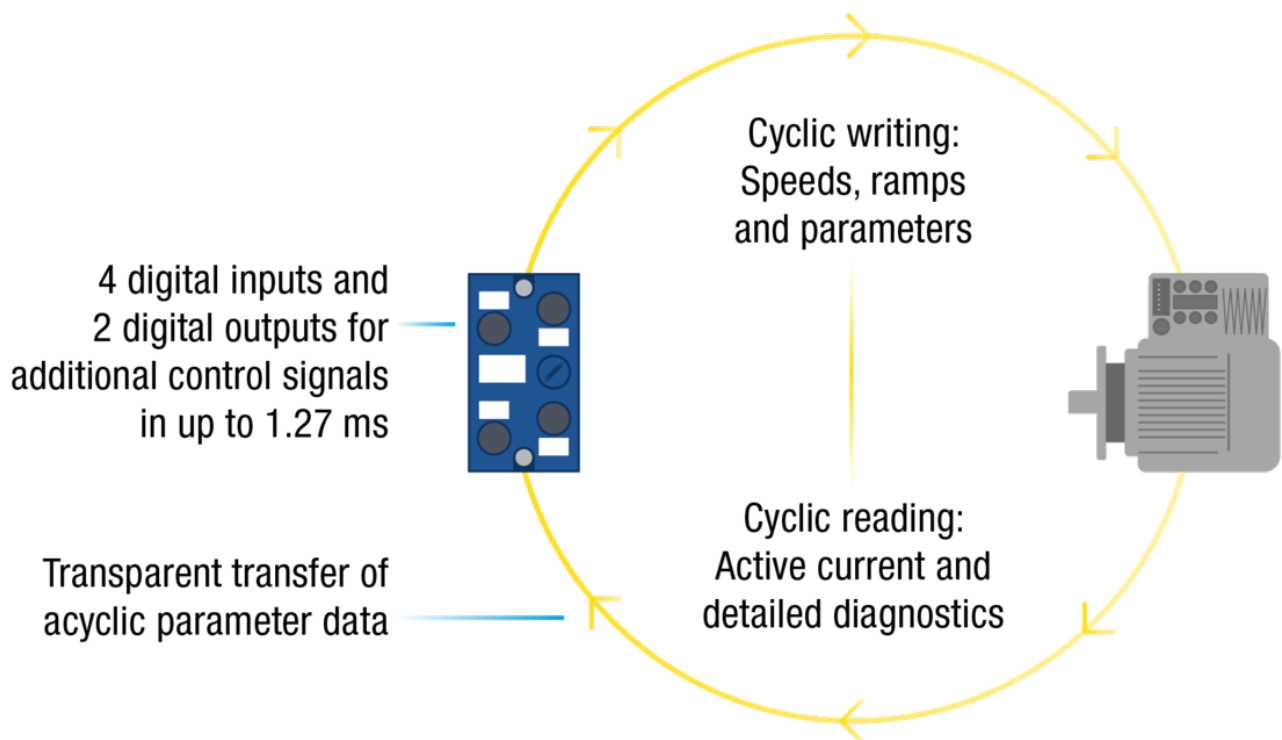 Cyclic writing:
Speeds, ramps
and parameters
4 digital inputs and
2 digital outputs for
additional control signals
in up to 1.27 ms
Cyclic reading:
Active current and
detailed diagnostics
Transparent transfer of
acyclic parameter data